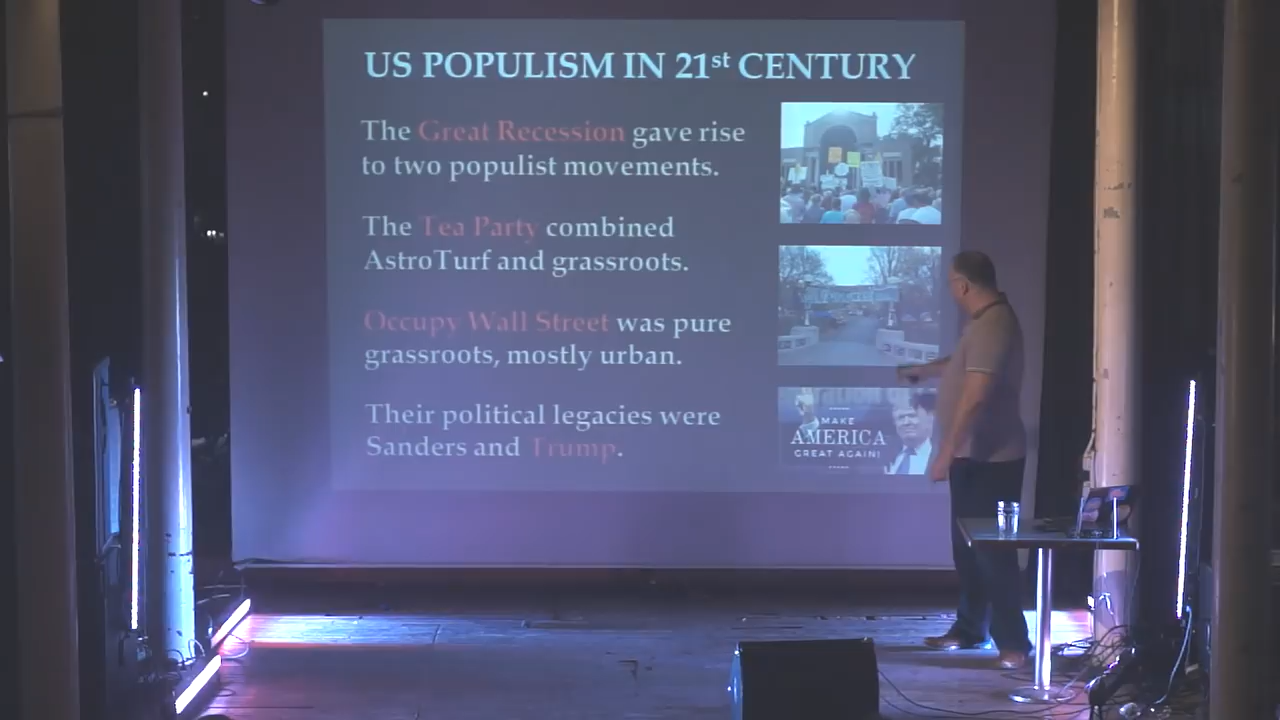 US POPULISM IN 21st CENTURY
The Great Recession gave rise
to two populist movements.
The Tea Party combined
AstroTurf and grassroots.
Occupy Wall Street was pure
grassroots, mostly urban.
Their political legacies were
Sanders and Trump.
MAKE
AMERICA
GREAT AGAIN!